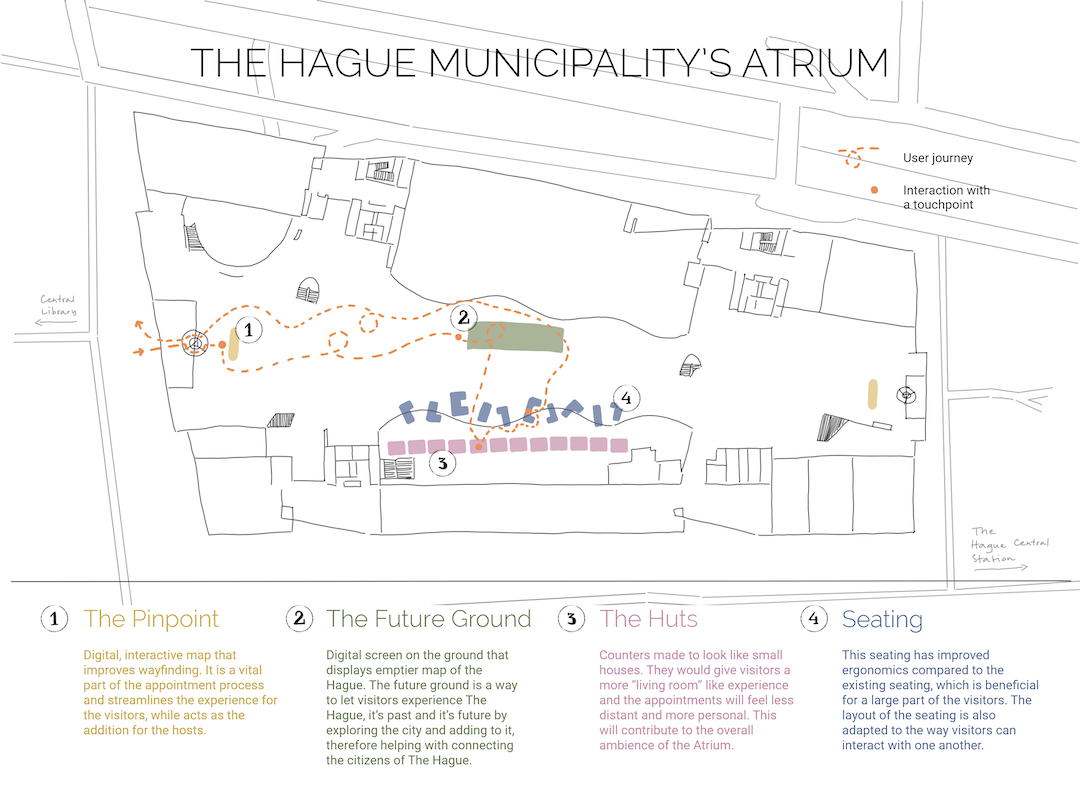 THE HAGUE MUNICIPALITY'S ATRIUM
User journey
Interaction with
a touchpoint
Central
Library
1
2
4
3
The
Hague Central
Station
1 The Pinpoint
Digital, interactive map that
improves wayfinding. It is a vital
part of the appointment process
and streamlines the experience for
the visitors, while acts as the
addition for the hosts.
2 The Future Ground
Digital screen on the ground that
displays emptier map of the
Hague. The future ground is a way
to let visitors experience The
Hague, it's past and it's future by
exploring the city and adding to it,
therefore helping with connecting
the citizens of The Hague.
3 The Huts
Counters made to look like small
houses. They would give visitors a
more "living room" like experience
and the appointments will feel less
distant and more personal. This
will contribute to the overall
ambience of the Atrium.
4 Seating
This seating has improved
ergonomics compared to the
existing seating, which is beneficial
for a large part of the visitors. The
layout of the seating is also
adapted to the way visitors can
interact with one another.